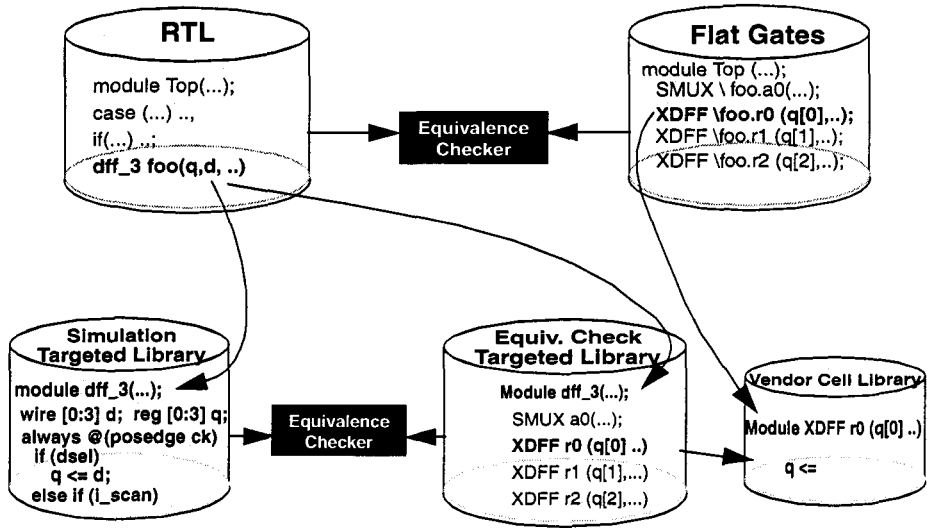 RTL
module Top(...);
case (...) ..,
if(...) ..;
dff_3 foo(q,d, ..)
Equivalence
Checker
Flat Gates
module Top (...);
SMUX \ foo.a0(...);
XDFF \foo.r0 (q[0],..);
XDFF \foo.r1 (q[1],...);
XDFF \foo.r2 (q[2],...);
Simulation
Targeted Library
module dff_3(...);
wire [0:3] d; reg [0:3] q;
always @(posedge ck)
if (dsel)
q <= d;
else if (i_scan)
Equivalence
Checker
Equiv. Check
Targeted Library
Module dff_3(...);
SMUX a0(...);
XDFF r0 (q[0] ..)
XDFF r1 (q[1],...)
XDFF r2 (q[2],...)
Vendor Cell Library
Module XDFF r0 (q[0] ..)
q <=